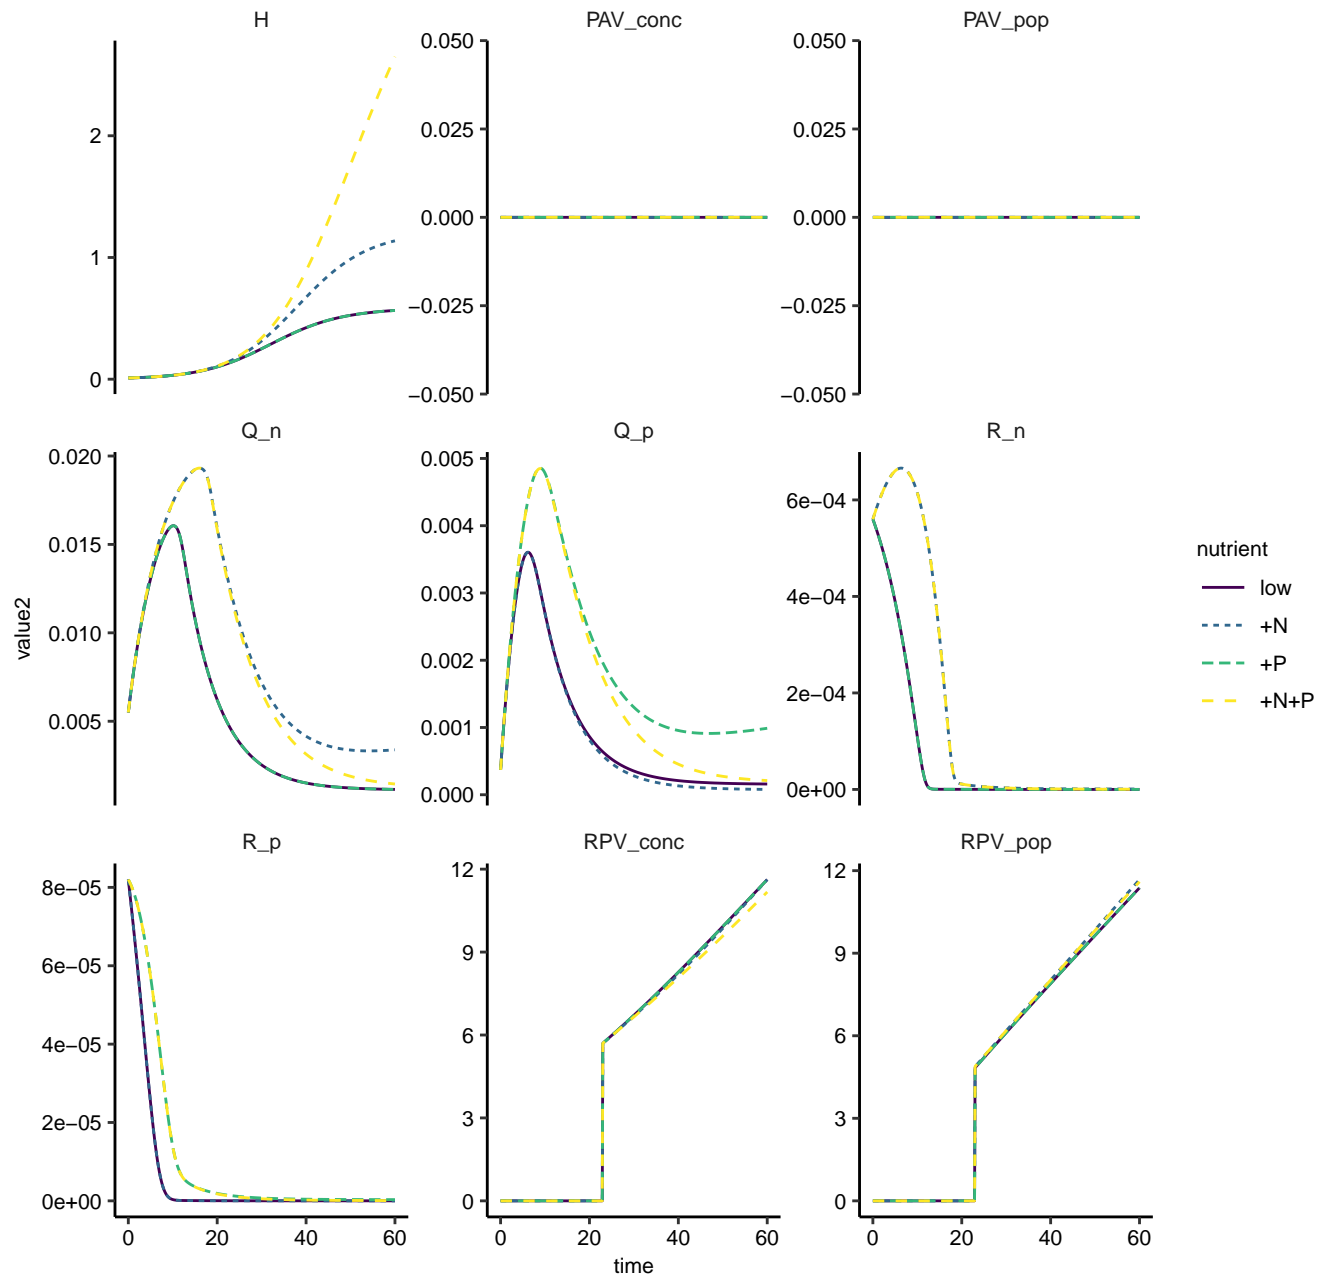 H
PAV_conc
PAV_pop
2
1
0
0.050
0.025
0.000
−0.025
−0.050
0.050
0.025
0.000
−0.025
−0.050
Q_n
Q_p
R_n
0.020
0.015
0.010
0.005
0.005
0.004
0.003
0.002
0.001
0.000
6e−04
4e−04
2e−04
0e+00
R_p
RPV_conc
RPV_pop
8e−05
6e−05
4e−05
2e−05
0e+00
12
9
6
3
0
12
9
6
3
0
0 20 40 60
0 20 40 60
0 20 40 60
time
value2
nutrient
low
+N
+P
+N+P